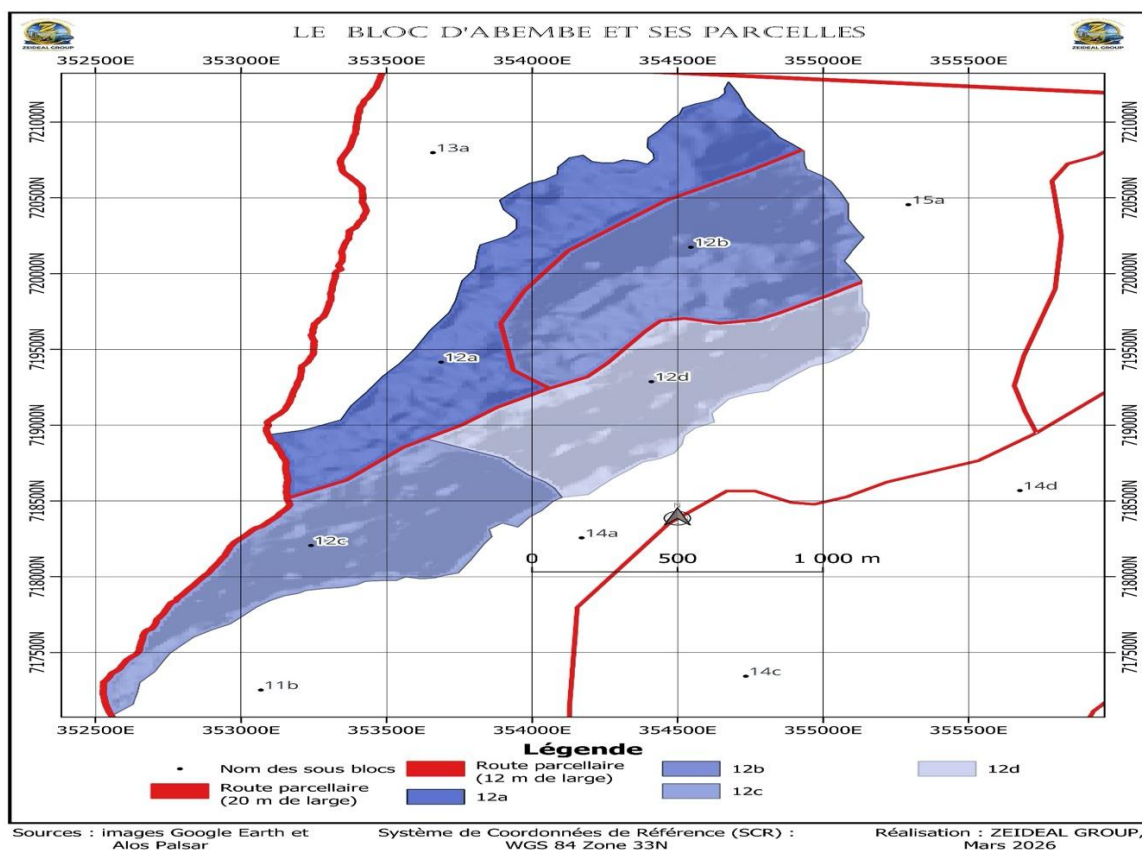 ZEIDEAL GROUP
LE BLOC D'ABEMBE ET SES PARCELLES
ZEIDEAL GROUP
352500E 353000E 353500E 354000E 354500E 355000E 355500E
721000N 721000N
13a
720500N 15a 720500N
12b
720000N 720000N
719500N 719500N
12a
12d
719000N 719000N
718500N 14d 718500N
12c 14a
0 500 1 000 m
718000N 718000N
717500N 717500N
11b 14c
352500E 353000E 353500E 354000E 354500E 355000E 355500E
Légende
Nom des sous blocs
Route parcellaire
(20 m de large)
Route parcellaire
(12 m de large)
12a
12b
12c
12d
Sources : images Google Earth et
Alos Palsar
Système de Coordonnées de Référence (SCR) :
WGS 84 Zone 33N
Réalisation : ZEIDEAL GROUP,
Mars 2026